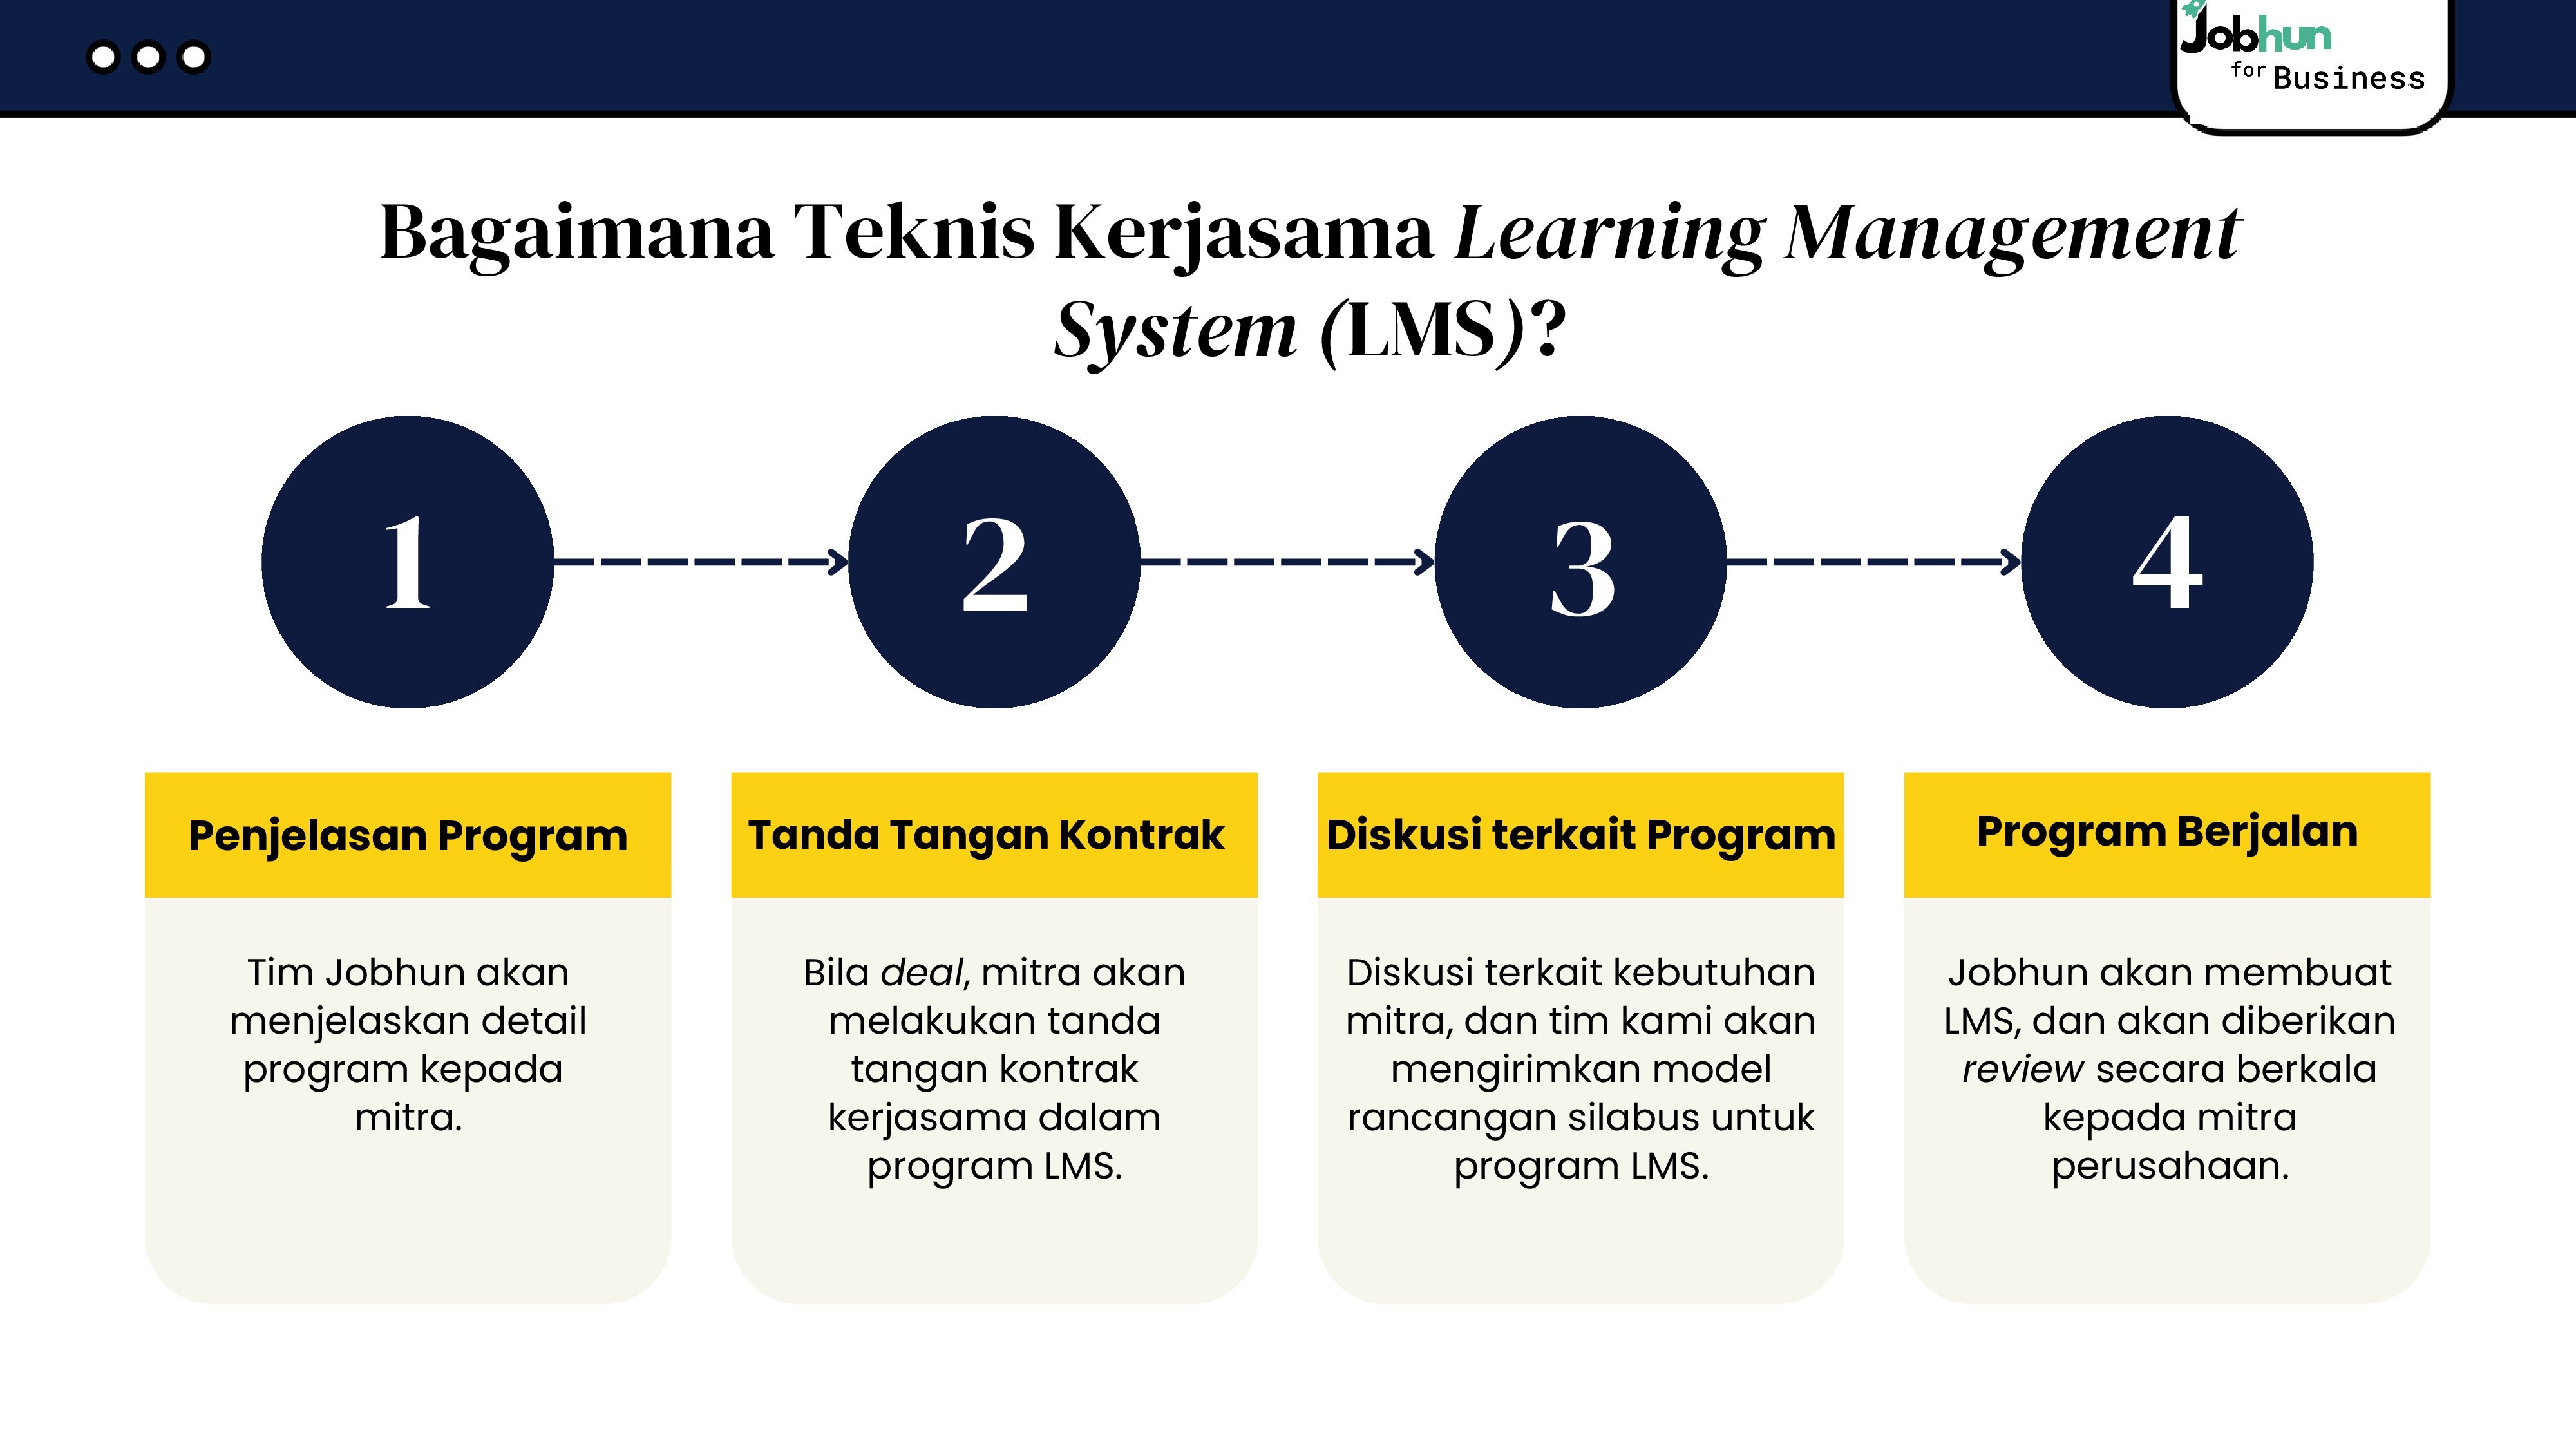 Jobhun
for Business
Bagaimana Teknis Kerjasama Learning Management
System (LMS)?
1
2
3
4
Penjelasan Program
Tim Jobhun akan
menjelaskan detail
program kepada
mitra.
Tanda Tangan Kontrak
Bila deal, mitra akan
melakukan tanda
tangan kontrak
kerjasama dalam
program LMS.
Diskusi terkait Program
Diskusi terkait kebutuhan
mitra, dan tim kami akan
mengirimkan model
rancangan silabus untuk
program LMS.
Program Berjalan
Jobhun akan membuat
LMS, dan akan diberikan
review secara berkala
kepada mitra
perusahaan.